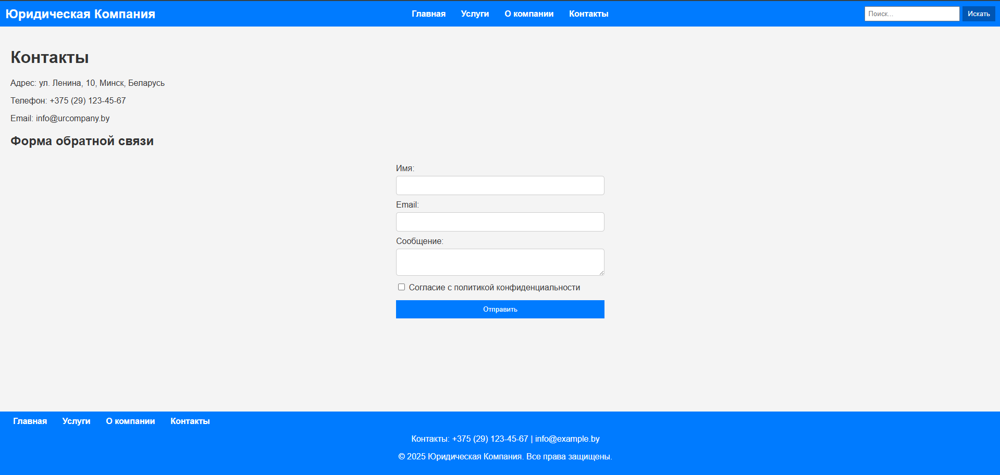 Юридическая Компания
Главная Услуги О компании Контакты
Поиск... Искать
Контакты
Адрес: ул. Ленина, 10, Минск, Беларусь
Телефон: +375 (29) 123-45-67
Email: info@urcompany.by
Форма обратной связи
Имя:
Email:
Сообщение:
Согласие с политикой конфиденциальности
Отправить
Главная Услуги О компании Контакты
Контакты: +375 (29) 123-45-67 | info@example.by
© 2025 Юридическая Компания. Все права защищены.